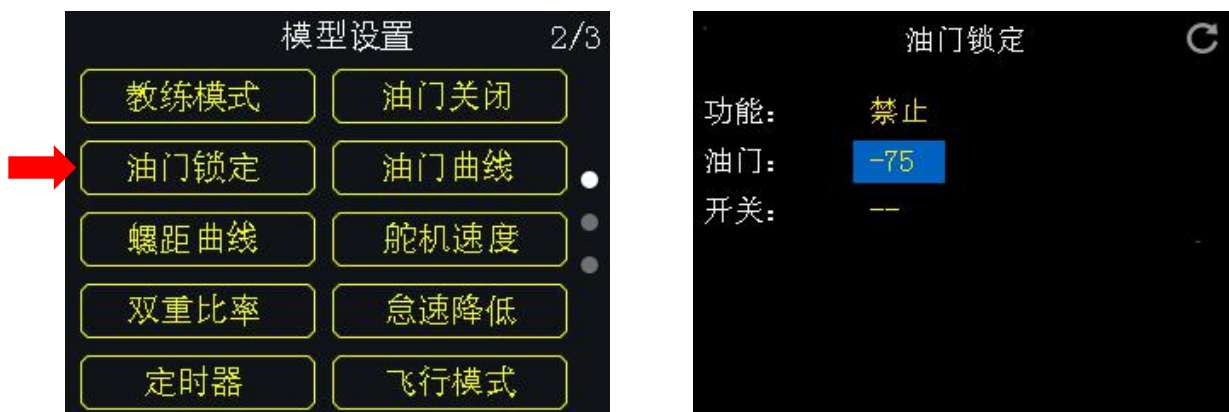 模型设置 2/3
教练模式 油门关闭
油门锁定 油门曲线
螺距曲线 舵机速度
双重比率 怠速降低
定时器 飞行模式
油门锁定
功能: 禁止
油门: -75
开关: --